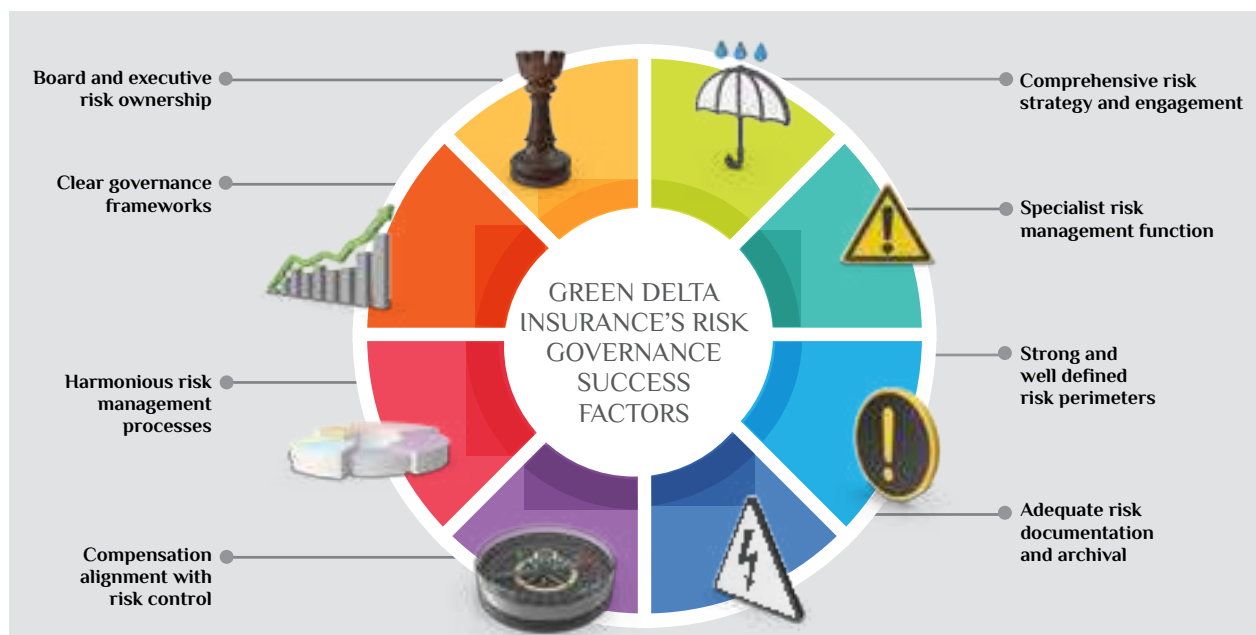 Board and executive
risk ownership
Clear governance
frameworks
Harmonious risk
management
processes
Compensation
alignment with
risk control
GREEN DELTA
INSURANCE’S RISK
GOVERNANCE
SUCCESS
FACTORS
Comprehensive risk
strategy and engagement
Specialist risk
management function
Strong and
well defined
risk perimeters
Adequate risk
documentation
and archival